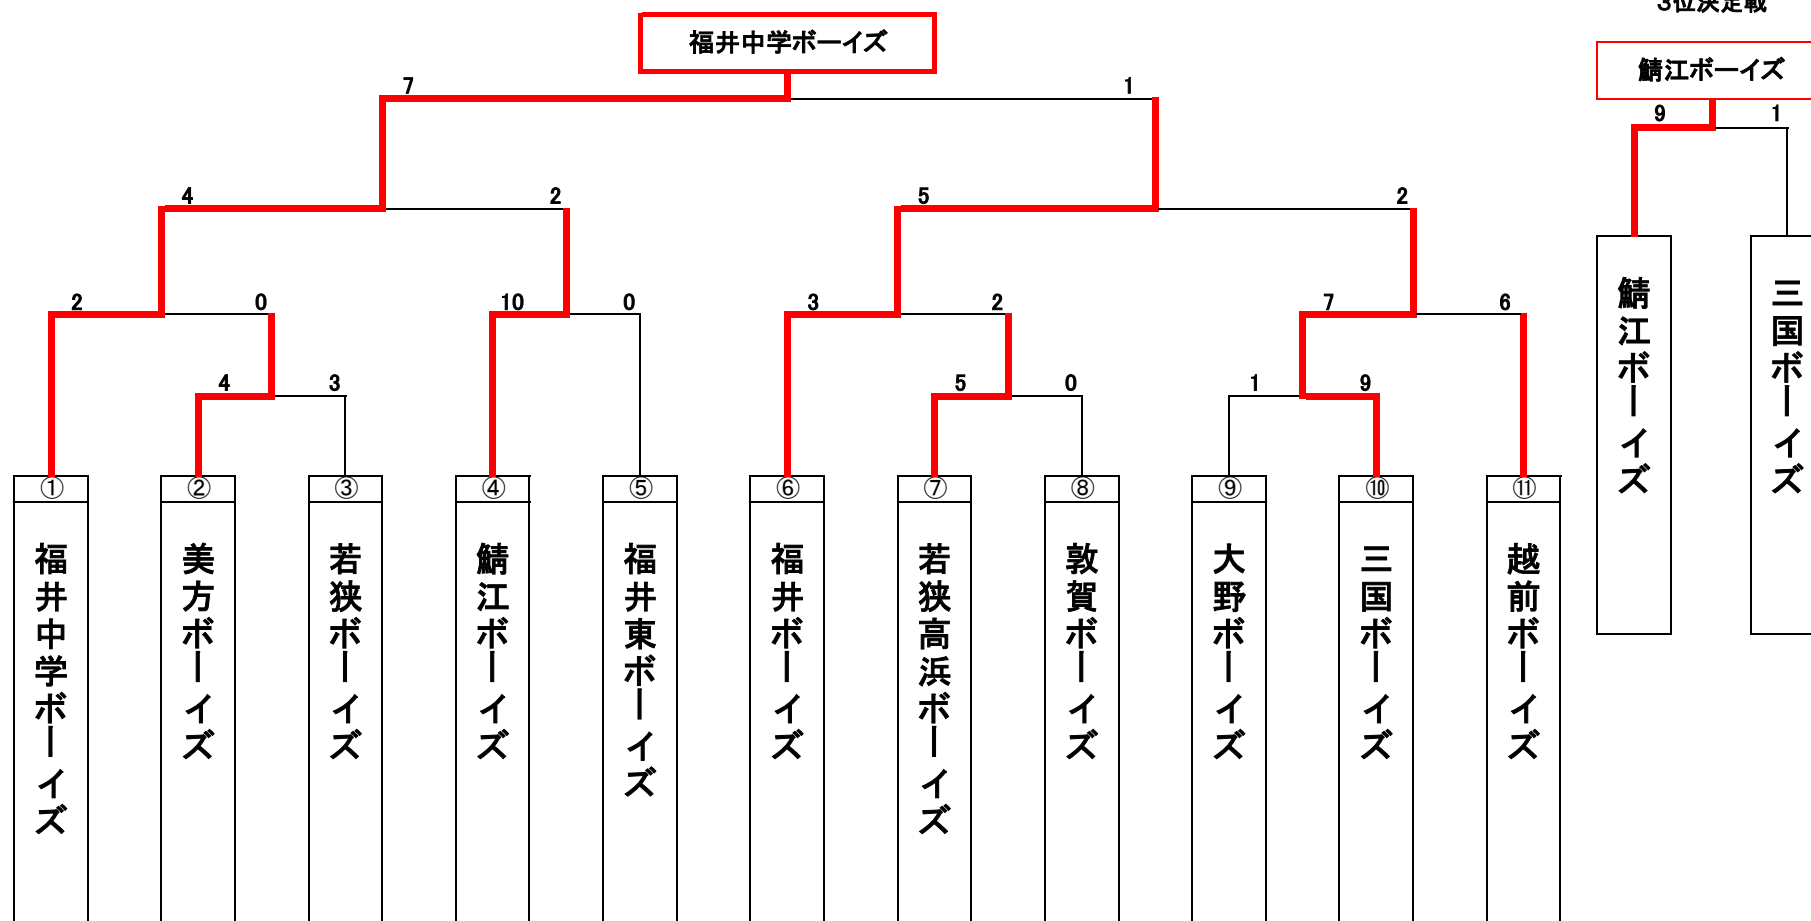 3位決定戦
福井中学ボーイズ
鯖江ボーイズ
7
1
9
1
4
2
5
2
2
0
10
0
3
2
7
6
4
3
5
0
1
9
鯖江ボーイズ
三国ボーイズ
①
②
③
④
⑤
⑥
⑦
⑧
⑨
⑩
⑪
福井中学ボーイズ
美方ボーイズ
若狭ボーイズ
鯖江ボーイズ
福井東ボーイズ
福井ボーイズ
若狭高浜ボーイズ
敦賀ボーイズ
大野ボーイズ
三国ボーイズ
越前ボーイズ